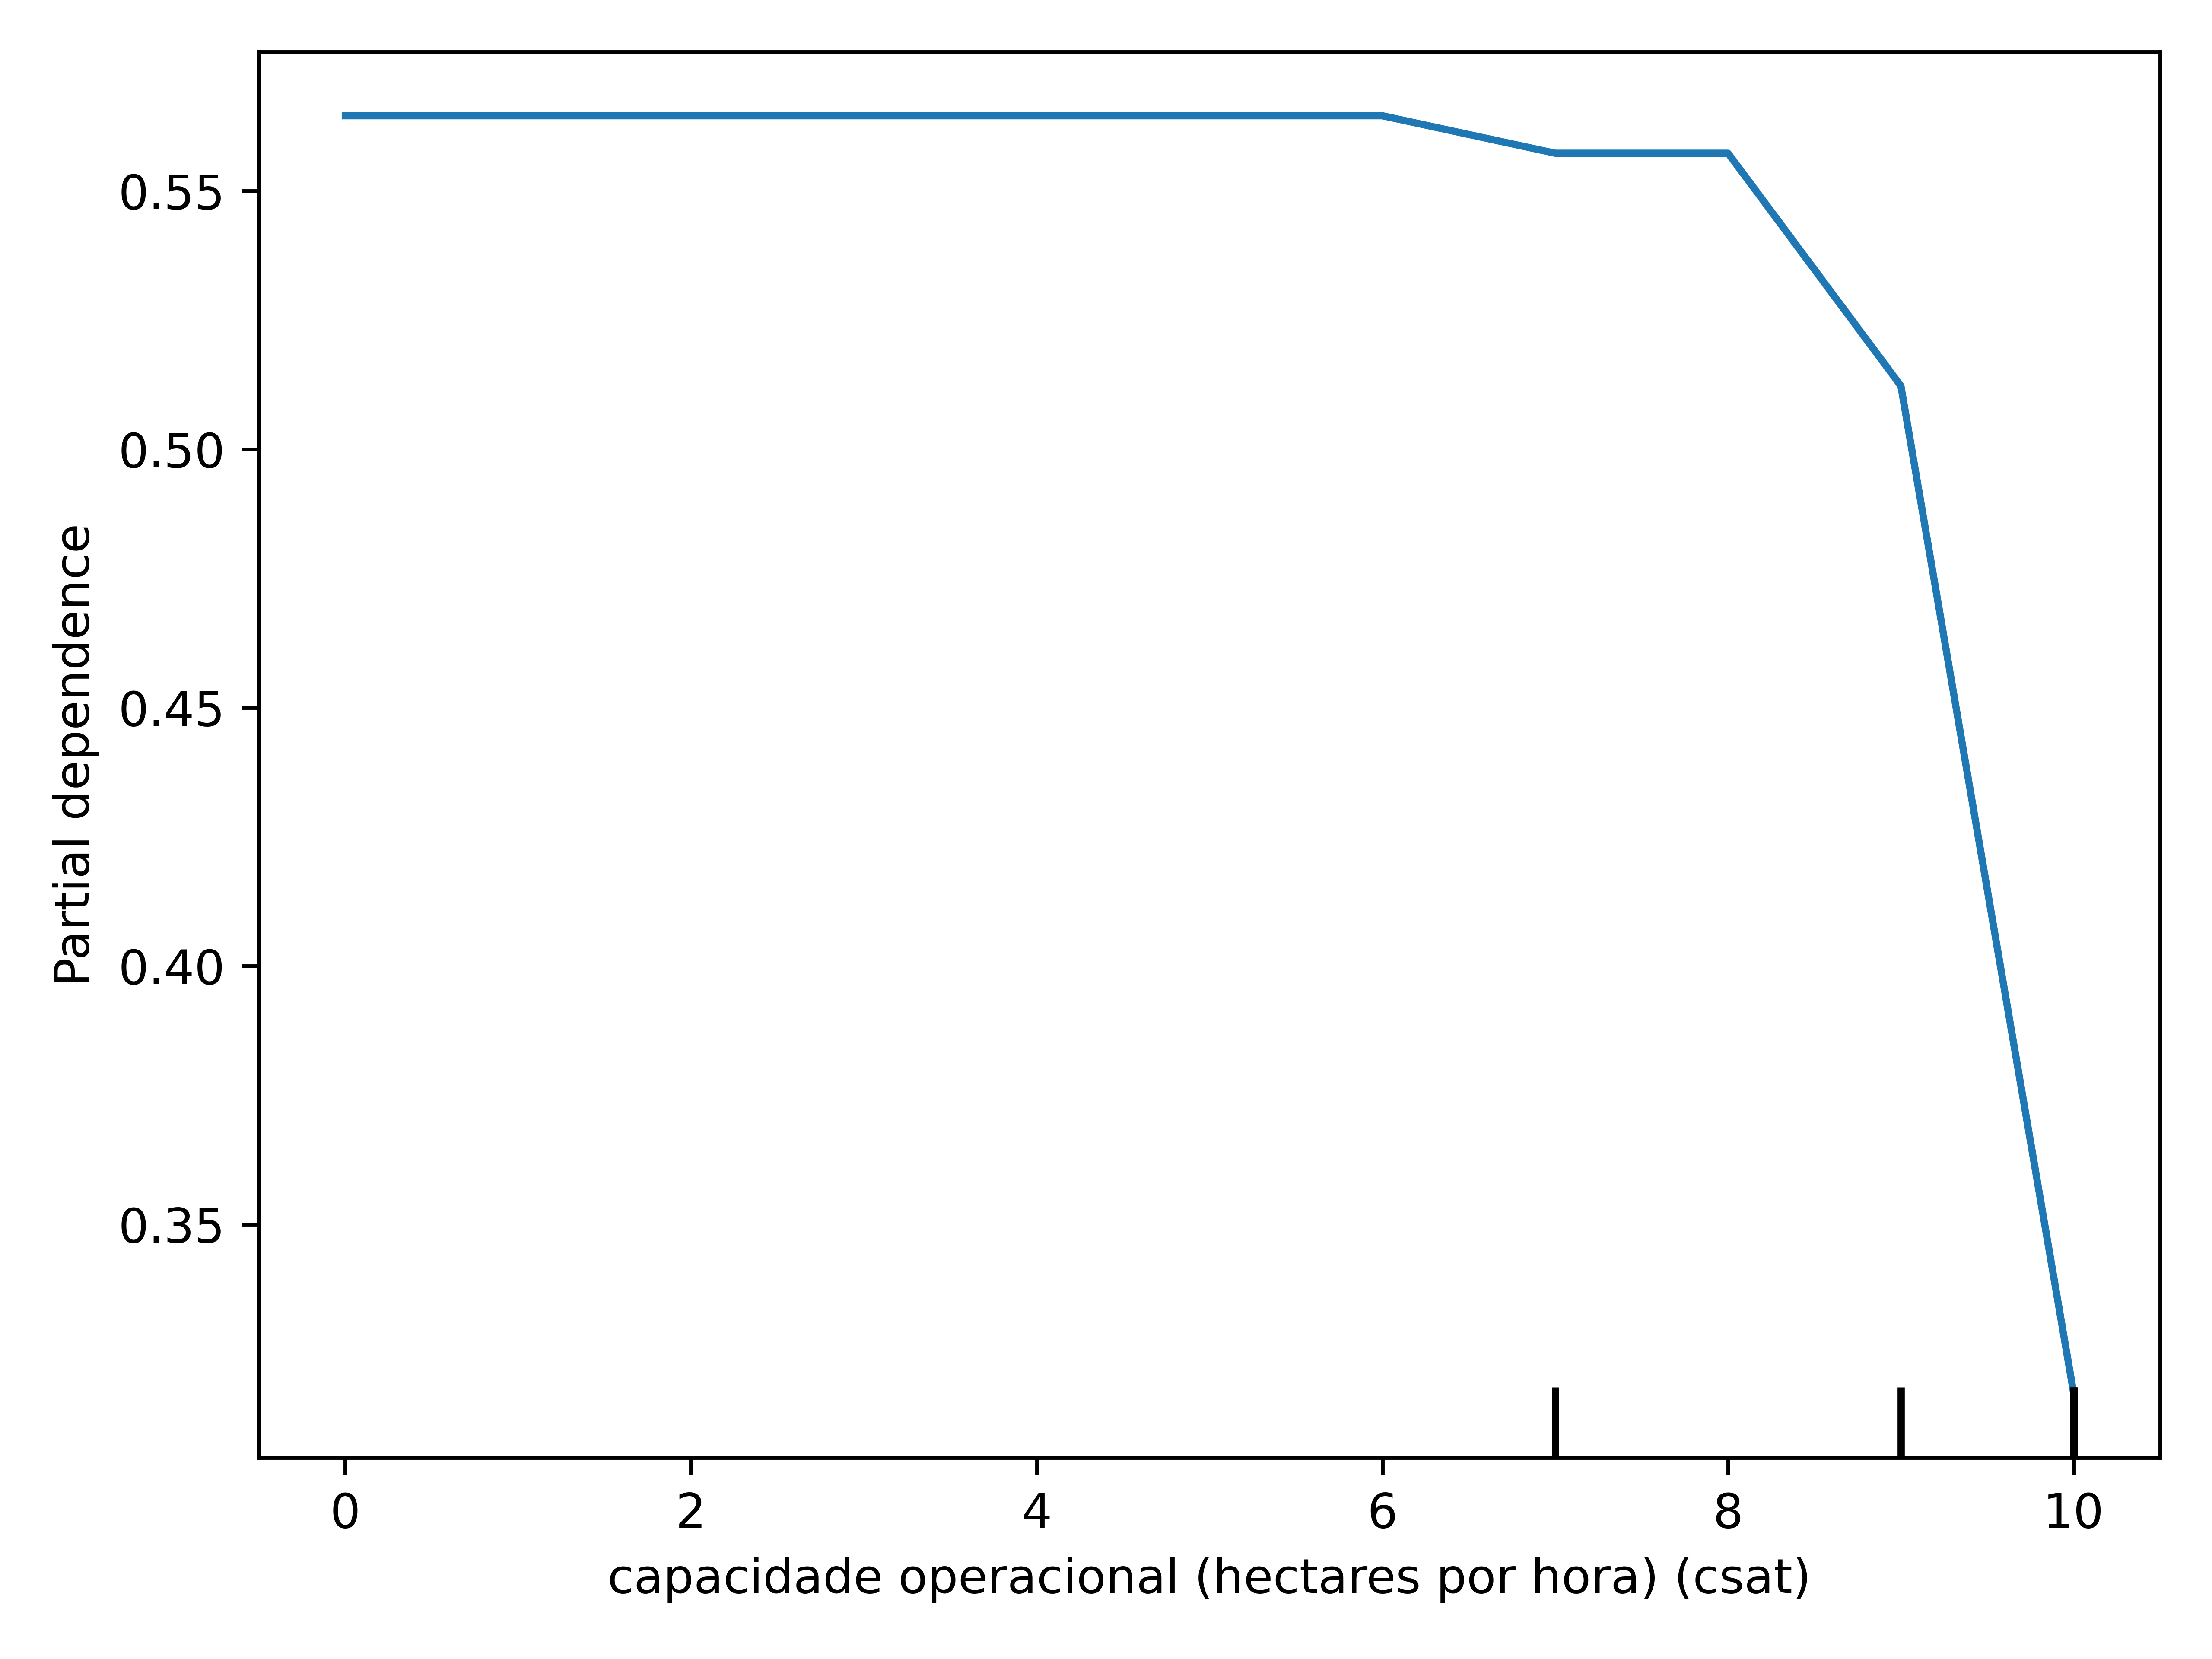 Partial dependence
0.55
0.50
0.45
0.40
0.35
0 2 4 6 8 10
capacidade operacional (hectares por hora) (csat)